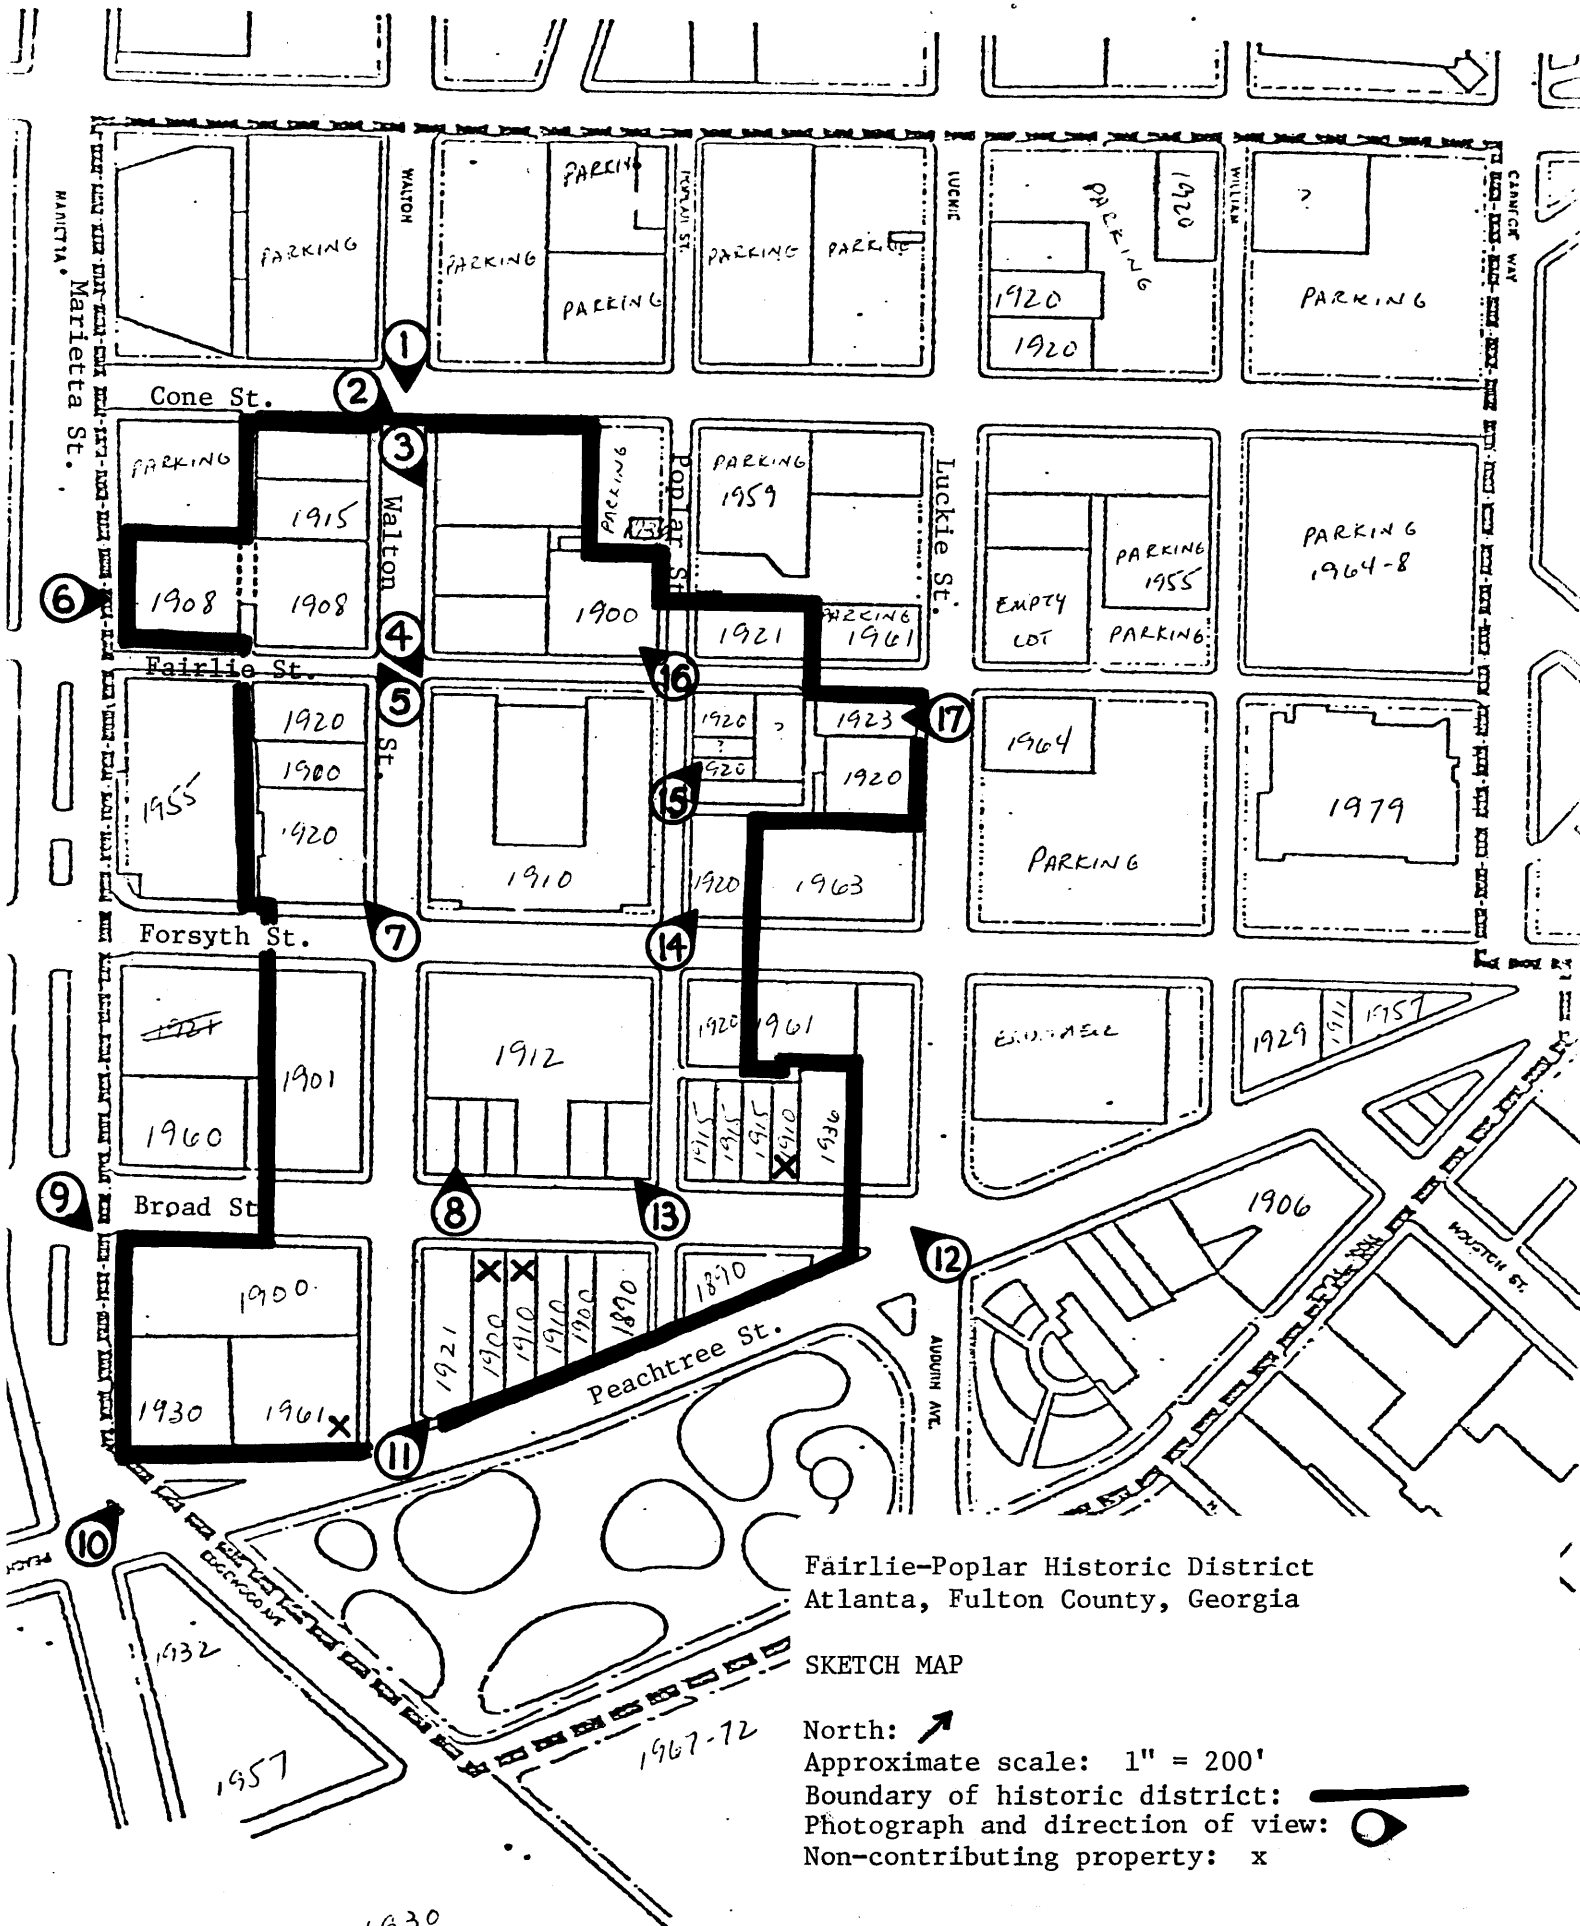 PARKING
WALTON
PARKING
PARKING
PARKING
PARKING
LUCKIE
1920
1920
PARKING
1920
WILLIAM
?
PARKING
MARIETTA
Marietta St.
1
2
Cone St.
3
PARKING
1915
Walton
St.
PARKING
Poplar St.
PARKING
1959
Luckie St.
PARKING
1955
PARKING
1964-8
6
1908
1908
4
1900
1921
PARKING
1961
EMPTY
LOT
PARKING
Fairlie St.
5
16
17
1920
1900
1920
1955
1910
1920
?
?
1923
1920
1920
15
1964
PARKING
1979
1920
1963
Forsyth St.
7
14
1901
1912
1920
1961
1929
1911
1957
1960
1915
1915
1915
1910
X
1936
9
Broad St
8
13
12
1906
HOUSTON ST.
1900
X
X
1921
1900
1910
1910
1900
1890
1890
Peachtree St.
AUBURN AVE.
1930
1961
X
11
10
EDGEWOOD AVE
1932
1957
1967-72
1930
Fairlie-Poplar Historic District
Atlanta, Fulton County, Georgia
SKETCH MAP
North:
Approximate scale: 1" = 200'
Boundary of historic district:
Photograph and direction of view:
Non-contributing property: x